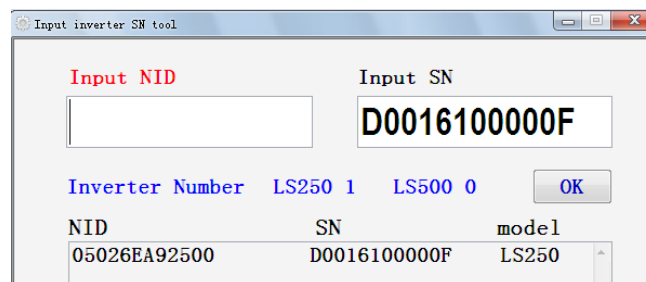 Input inverter SN tool
Input NID Input SN
D0016100000F
Inverter Number LS250 1 LS500 0 OK
NID SN model
05026EA92500 D0016100000F LS250